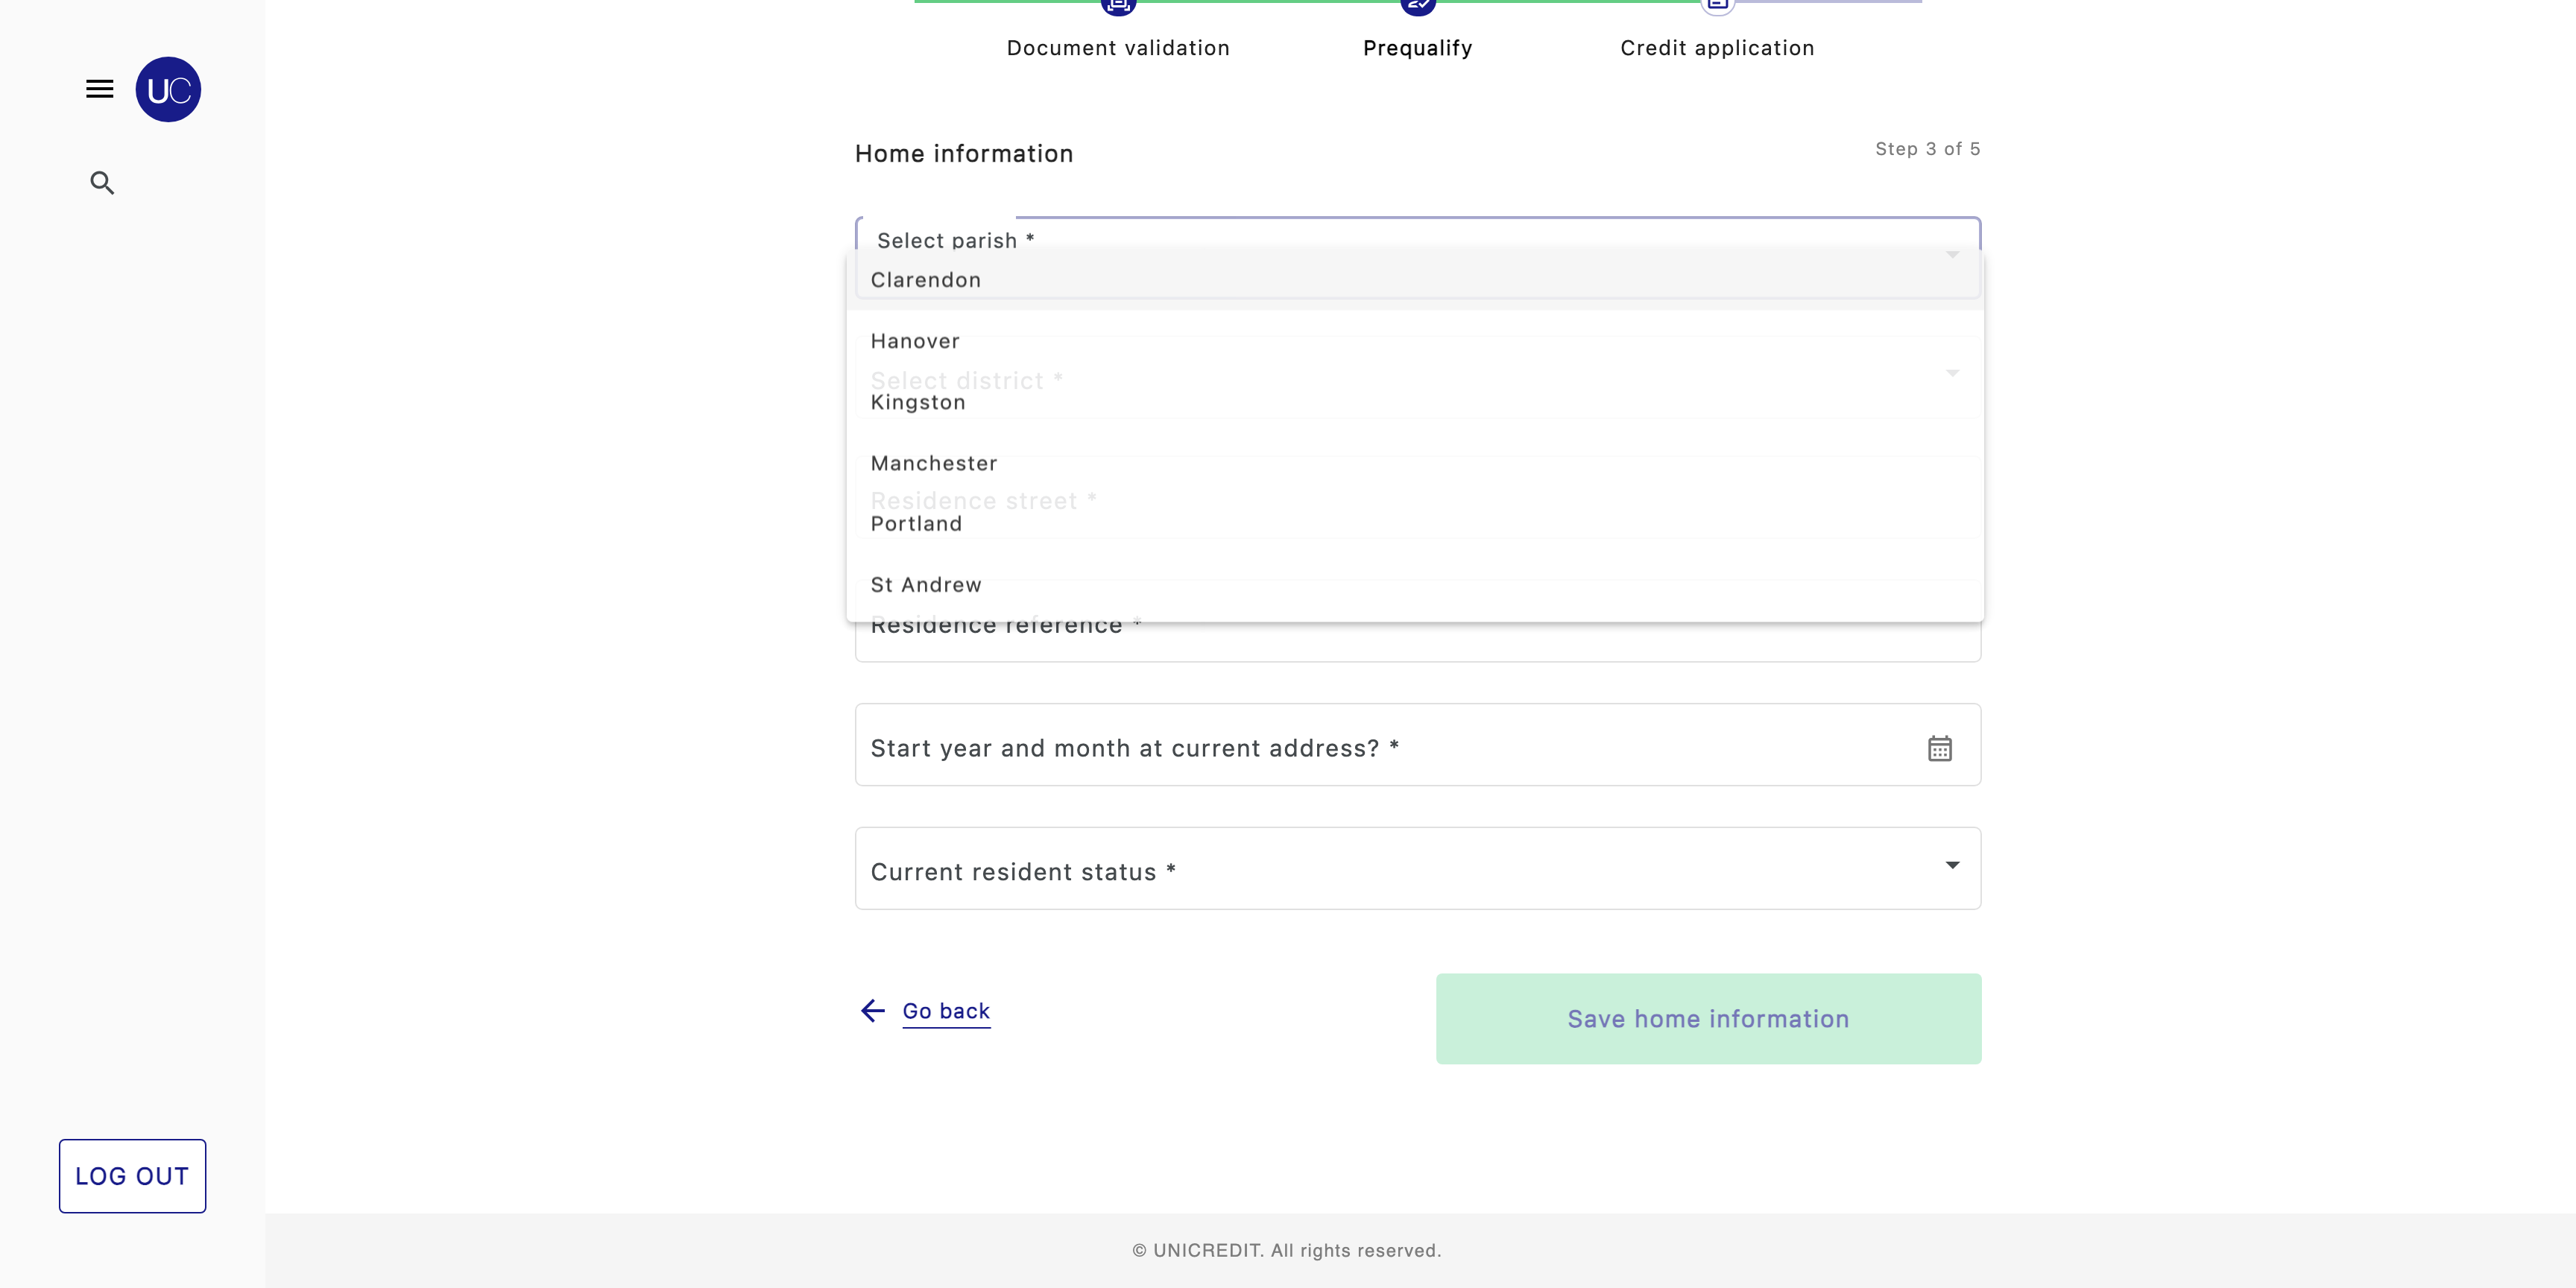 Document validation
Prequalify
Credit application
UC
Home information
Step 3 of 5
Select parish *
Clarendon
Hanover
Select district *
Kingston
Manchester
Residence street *
Portland
St Andrew
Residence reference *
Start year and month at current address? *
Current resident status *
Go back
Save home information
LOG OUT
© UNICREDIT. All rights reserved.